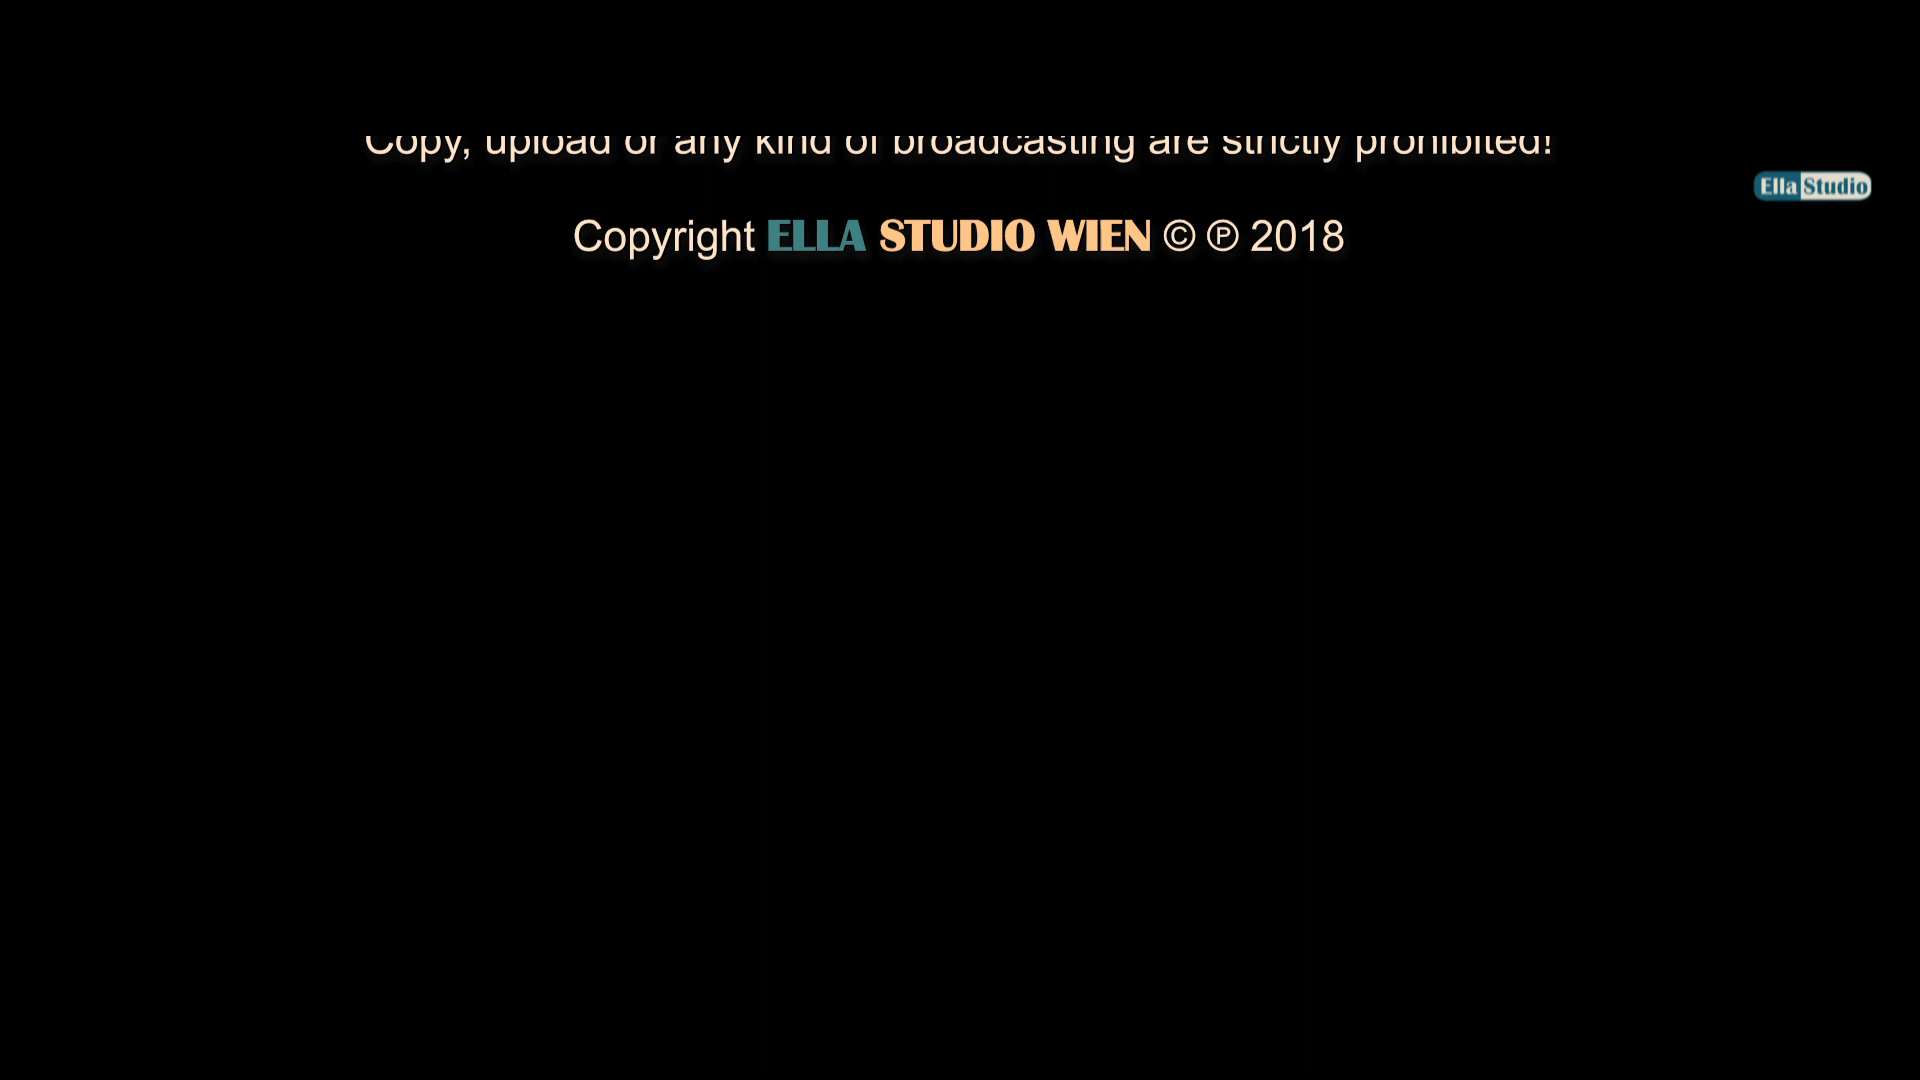 Copy, upload or any kind of broadcasting are strictly prohibited!
Ella Studio
Copyright ELLA STUDIO WIEN © ℗ 2018